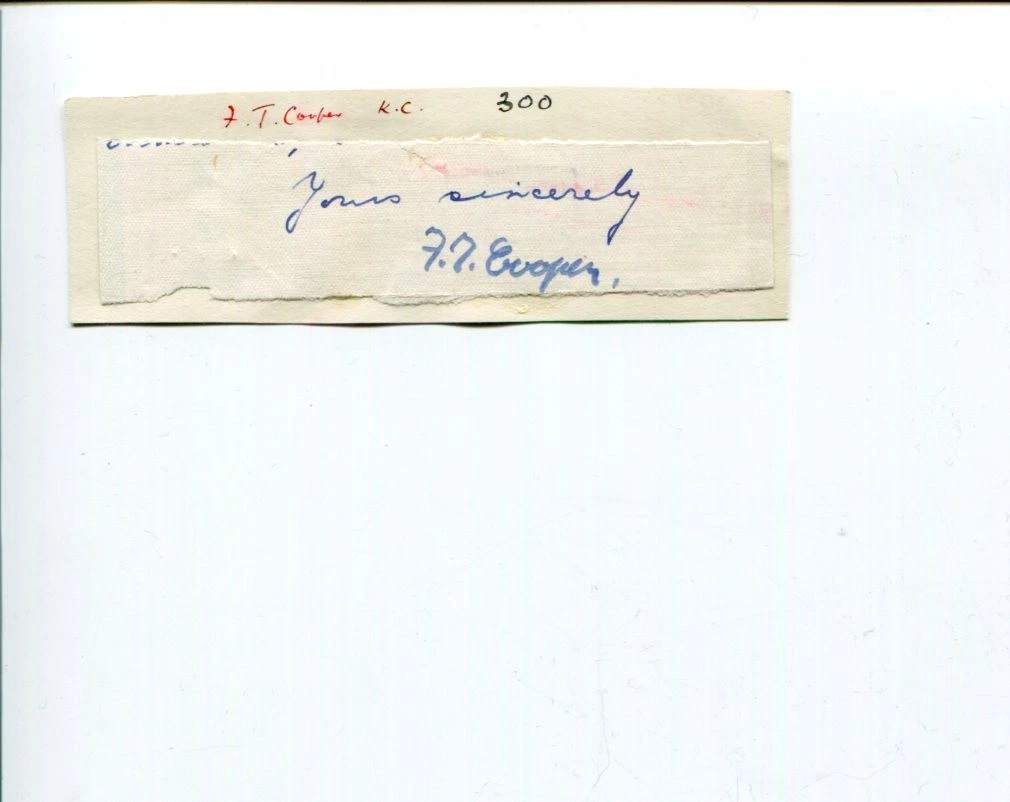 F. T. Cooper K.C. 300
Yours sincerely
F.T. Cooper.